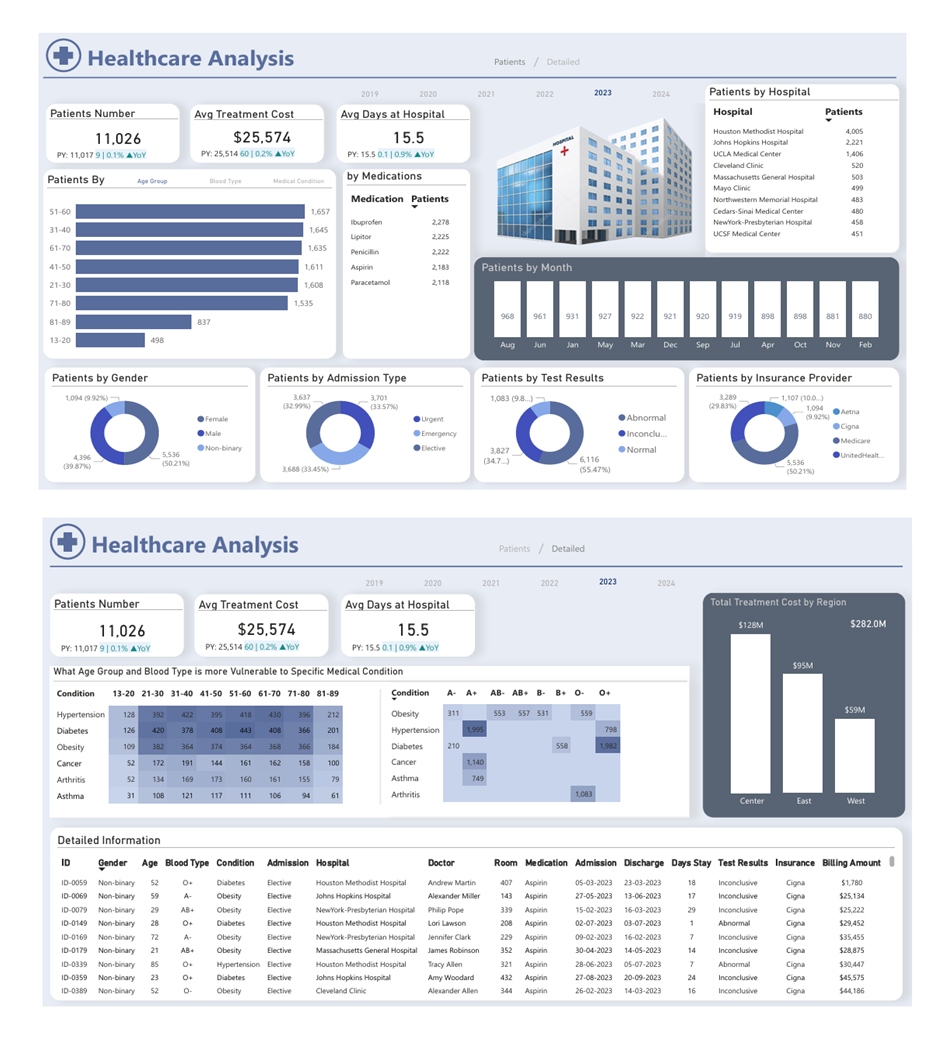 Healthcare Analysis
Patients / Detailed
2019 2020 2021 2022 2023 2024
Patients Number
11,026
PY: 11,017 9 | 0.1% ▲YoY
Avg Treatment Cost
$25,574
PY: 25,514 60 | 0.2% ▲YoY
Avg Days at Hospital
15.5
PY: 15.5 0.1 | 0.9% ▲YoY
HOSPITAL
Patients by Hospital
Hospital Patients
Houston Methodist Hospital 4,005
Johns Hopkins Hospital 2,221
UCLA Medical Center 1,406
Cleveland Clinic 520
Massachusetts General Hospital 503
Mayo Clinic 499
Northwestern Memorial Hospital 483
Cedars-Sinai Medical Center 480
NewYork-Presbyterian Hospital 458
UCSF Medical Center 451
Patients By Age Group Blood Type Medical Condition
51-60 1,657
31-40 1,645
61-70 1,635
41-50 1,611
21-30 1,608
71-80 1,535
81-89 837
13-20 498
by Medications
Medication Patients
Ibuprofen 2,278
Lipitor 2,225
Penicillin 2,222
Aspirin 2,183
Paracetamol 2,118
Patients by Month
968 961 931 927 922 921 920 919 898 898 881 880
Aug Jun Jan May Mar Dec Sep Jul Apr Oct Nov Feb
Patients by Gender
1,094 (9.92%)
4,396
(39.87%)
5,536
(50.21%)
Female
Male
Non-binary
Patients by Admission Type
3,637
(32.99%)
3,701
(33.57%)
3,688 (33.45%)
Urgent
Emergency
Elective
Patients by Test Results
1,083 (9.8...)
3,827
(34.7...)
6,116
(55.47%)
Abnormal
Inconclu...
Normal
Patients by Insurance Provider
3,289
(29.83%)
1,107 (10.0...)
1,094
(9.92%)
5,536
(50.21%)
Aetna
Cigna
Medicare
UnitedHealt...
Healthcare Analysis
Patients / Detailed
2019 2020 2021 2022 2023 2024
Patients Number
11,026
PY: 11,017 9 | 0.1% ▲YoY
Avg Treatment Cost
$25,574
PY: 25,514 60 | 0.2% ▲YoY
Avg Days at Hospital
15.5
PY: 15.5 0.1 | 0.9% ▲YoY
Total Treatment Cost by Region
$282.0M
$128M $95M $59M
Center East West
What Age Group and Blood Type is more Vulnerable to Specific Medical Condition
Condition 13-20 21-30 31-40 41-50 51-60 61-70 71-80 81-89
Hypertension 128 392 422 395 418 430 396 212
Diabetes 126 420 378 408 443 408 366 201
Obesity 109 382 364 374 364 368 366 184
Cancer 52 172 191 144 161 162 158 100
Arthritis 52 134 169 173 160 161 155 79
Asthma 31 108 121 117 111 106 94 61
Condition A- A+ AB- AB+ B- B+ O- O+
Obesity 311 553 557 531 559
Hypertension 1,995 798
Diabetes 210 558 1,982
Cancer 1,140
Asthma 749
Arthritis 1,083
Detailed Information
ID Gender Age Blood Type Condition Admission Hospital Doctor Room Medication Admission Discharge Days Stay Test Results Insurance Billing Amount
ID-0059 Non-binary 52 O+ Diabetes Elective Houston Methodist Hospital Andrew Martin 407 Aspirin 05-03-2023 23-03-2023 18 Inconclusive Cigna $1,780
ID-0069 Non-binary 59 A- Obesity Elective Johns Hopkins Hospital Alexander Miller 143 Aspirin 27-05-2023 13-06-2023 17 Inconclusive Cigna $25,134
ID-0079 Non-binary 29 AB+ Obesity Elective NewYork-Presbyterian Hospital Philip Pope 339 Aspirin 15-02-2023 16-03-2023 29 Inconclusive Cigna $25,222
ID-0149 Non-binary 28 O+ Diabetes Elective Houston Methodist Hospital Lori Lawson 208 Aspirin 02-07-2023 03-07-2023 1 Abnormal Cigna $29,452
ID-0169 Non-binary 72 A- Obesity Elective NewYork-Presbyterian Hospital Jennifer Clark 229 Aspirin 09-02-2023 16-02-2023 7 Inconclusive Cigna $35,455
ID-0179 Non-binary 21 AB+ Obesity Elective Massachusetts General Hospital James Robinson 352 Aspirin 30-04-2023 14-05-2023 14 Inconclusive Cigna $28,875
ID-0339 Non-binary 85 O+ Hypertension Elective Houston Methodist Hospital Tracy Allen 321 Aspirin 28-06-2023 05-07-2023 7 Abnormal Cigna $30,447
ID-0359 Non-binary 23 O+ Diabetes Elective Johns Hopkins Hospital Amy Woodard 432 Aspirin 27-08-2023 20-09-2023 24 Inconclusive Cigna $45,575
ID-0389 Non-binary 52 O- Obesity Elective Cleveland Clinic Alexander Allen 344 Aspirin 26-02-2023 14-03-2023 16 Inconclusive Cigna $44,186